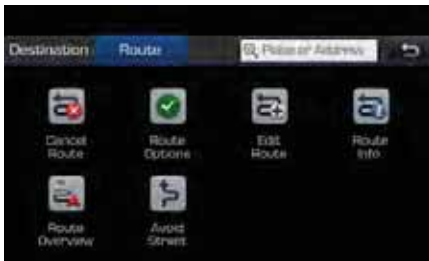 Destination Route Place or Address
Cancel Route
Route Options
Edit Route
Route Info
Route Overview
Avoid Street